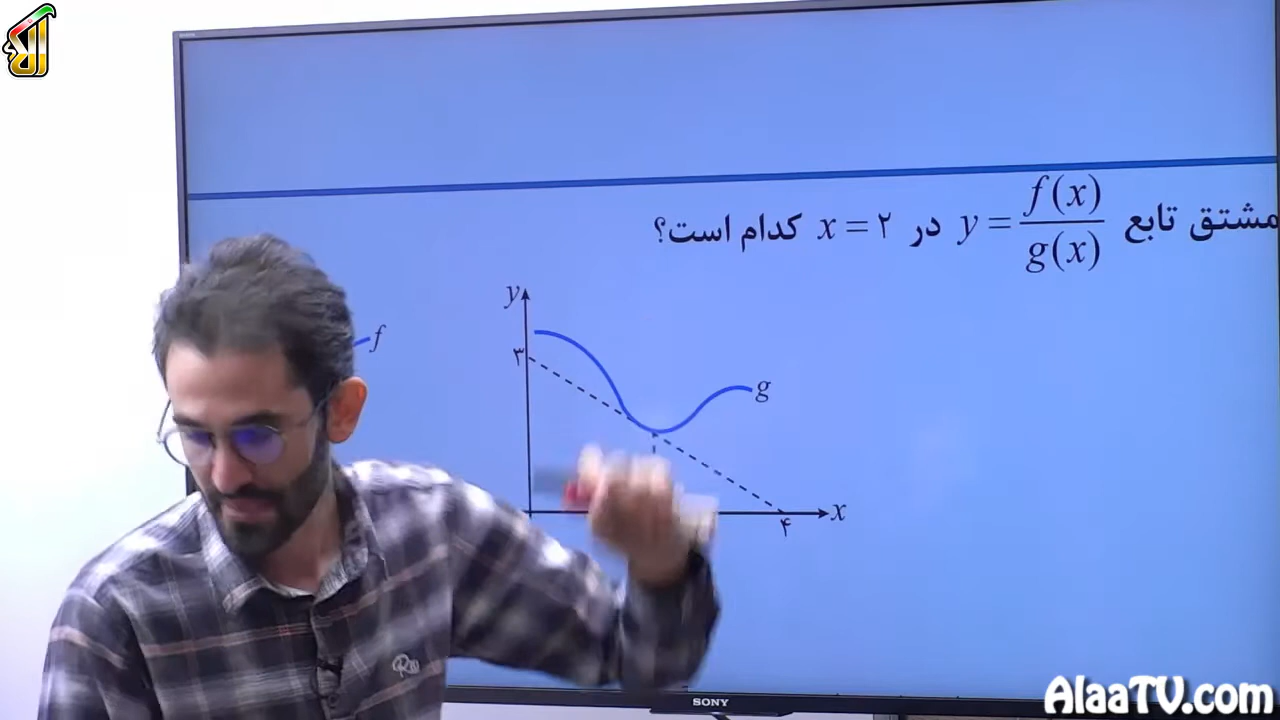 مشتق تابع y = f(x) / g(x) در x = ۲ کدام است؟
y
f
۳
g
x
۴
SONY
AlaaTV.com